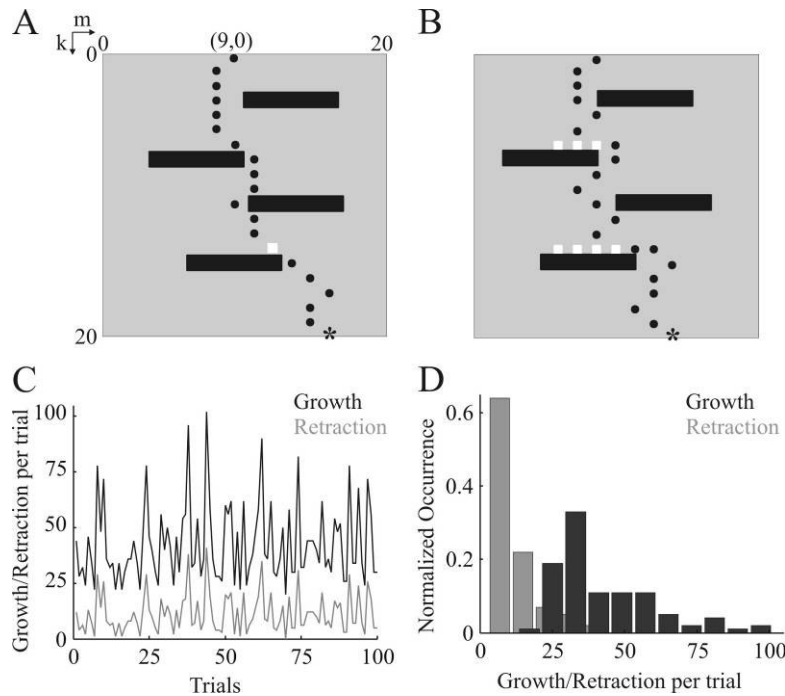 A
B
m
k
0
(9,0)
20
0
20
*
*
C
D
Growth
Retraction
Growth/Retraction per trial
100
75
50
25
0
0
25
50
75
100
Trials
Growth
Retraction
Normalized Occurrence
0.6
0.4
0.2
0
0
25
50
75
100
Growth/Retraction per trial